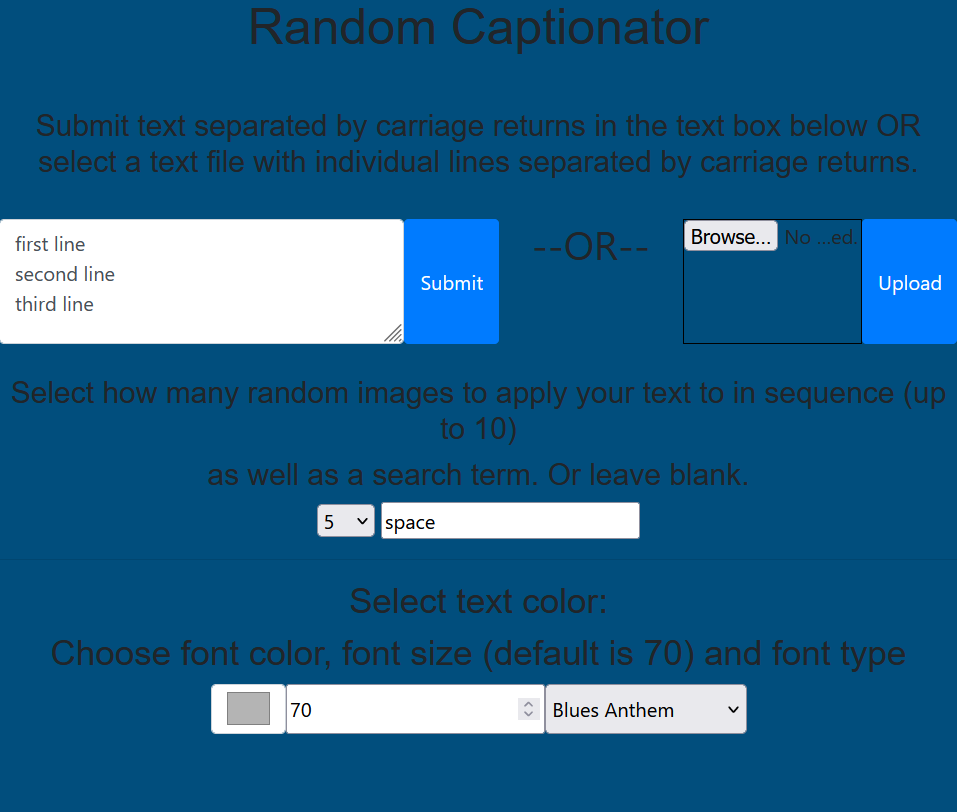 Random Captionator
Submit text separated by carriage returns in the text box below OR
select a text file with individual lines separated by carriage returns.
first line
second line
third line
Submit
--OR--
Browse... No ...ed.
Upload
Select how many random images to apply your text to in sequence (up
to 10)
as well as a search term. Or leave blank.
5 space
Select text color:
Choose font color, font size (default is 70) and font type
70 Blues Anthem